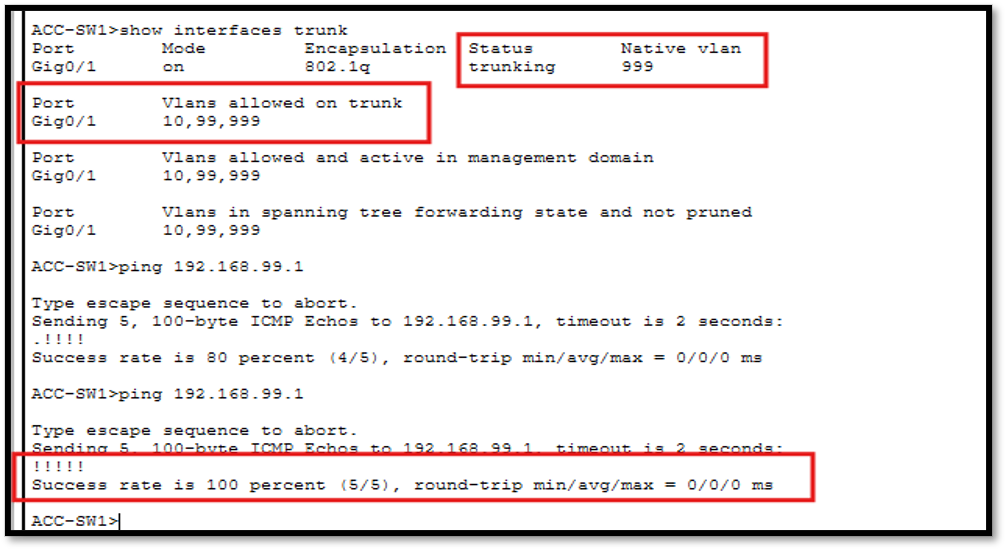 ACC-SW1>show interfaces trunk
Port        Mode         Encapsulation  Status        Native vlan
Gig0/1      on           802.1q         trunking      999
Port        Vlans allowed on trunk
Gig0/1      10,99,999
Port        Vlans allowed and active in management domain
Gig0/1      10,99,999
Port        Vlans in spanning tree forwarding state and not pruned
Gig0/1      10,99,999
ACC-SW1>ping 192.168.99.1
Type escape sequence to abort.
Sending 5, 100-byte ICMP Echos to 192.168.99.1, timeout is 2 seconds:
.!!!!
Success rate is 80 percent (4/5), round-trip min/avg/max = 0/0/0 ms
ACC-SW1>ping 192.168.99.1
Type escape sequence to abort.
Sending 5, 100-byte ICMP Echos to 192.168.99.1, timeout is 2 seconds:
!!!!!
Success rate is 100 percent (5/5), round-trip min/avg/max = 0/0/0 ms
ACC-SW1>